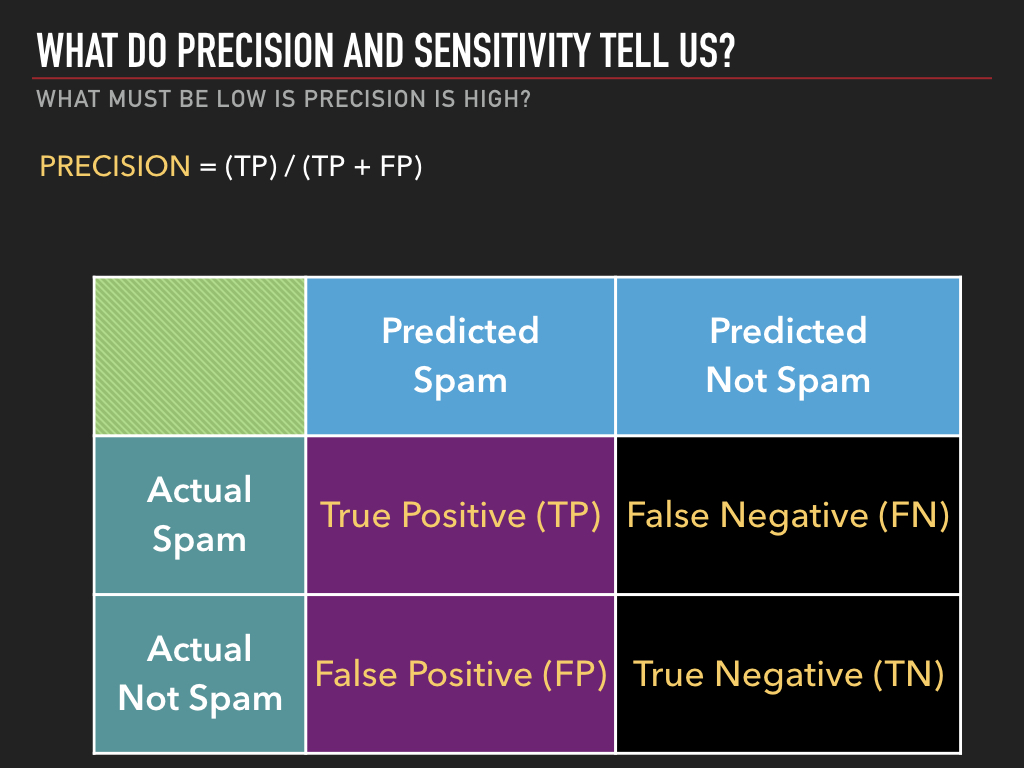 WHAT DO PRECISION AND SENSITIVITY TELL US?
WHAT MUST BE LOW IS PRECISION IS HIGH?
PRECISION = (TP) / (TP + FP)
Predicted
Spam
Predicted
Not Spam
Actual
Spam
True Positive (TP)
False Negative (FN)
Actual
Not Spam
False Positive (FP)
True Negative (TN)